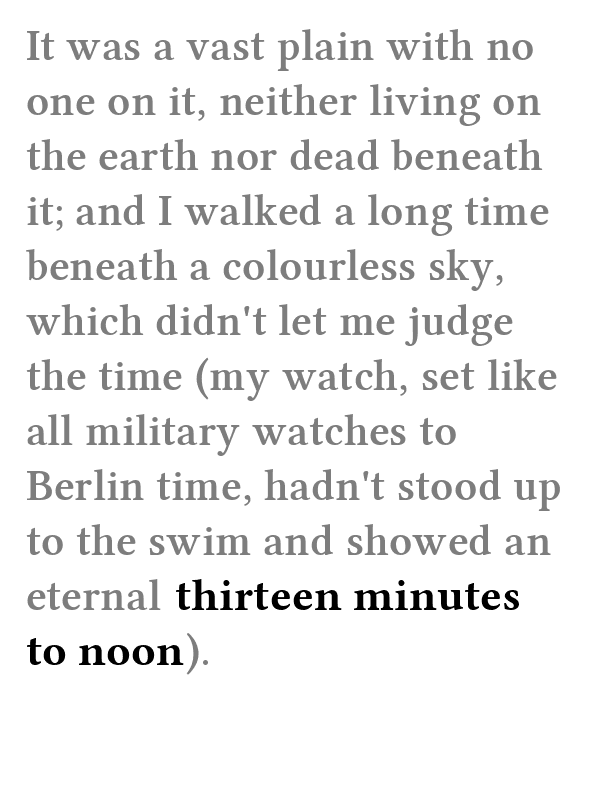 It was a vast plain with no
one on it, neither living on
the earth nor dead beneath
it; and I walked a long time
beneath a colourless sky,
which didn't let me judge
the time (my watch, set like
all military watches to
Berlin time, hadn't stood up
to the swim and showed an
eternal thirteen minutes
to noon).